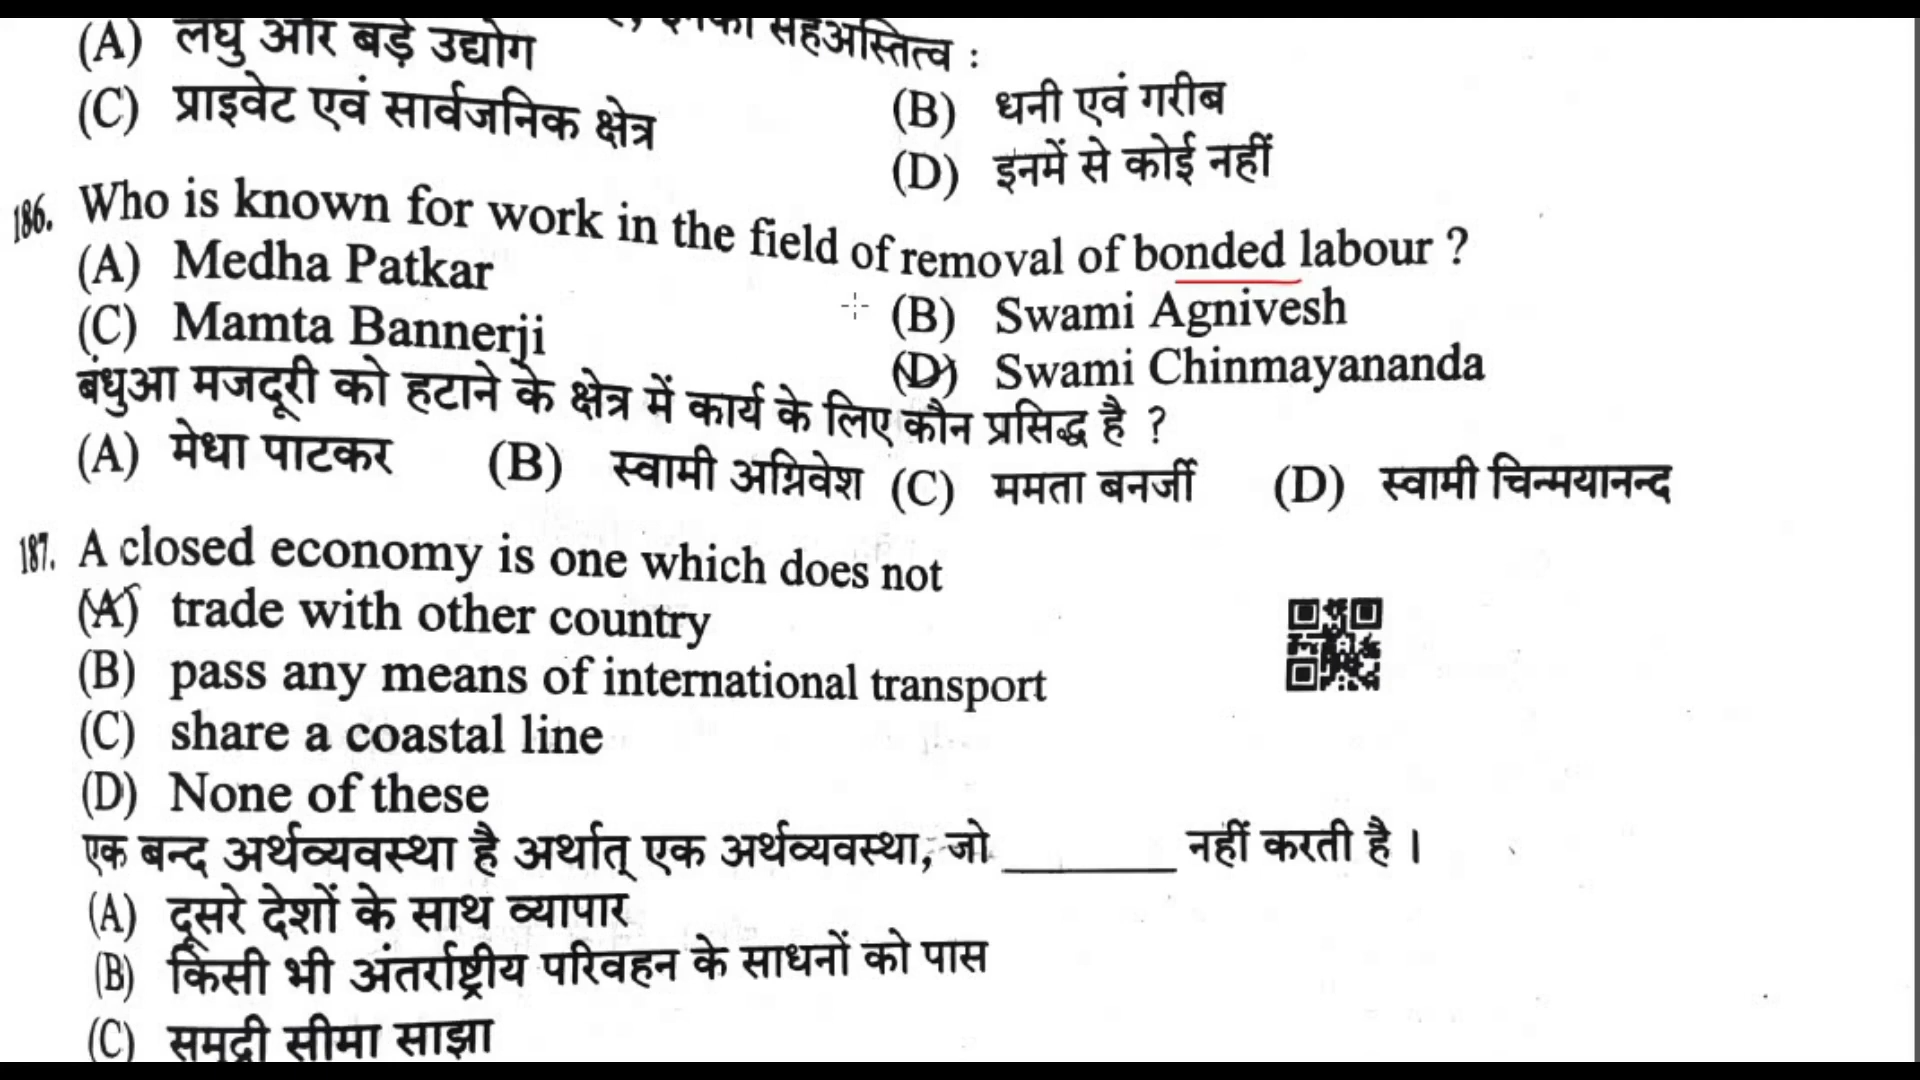 सहअस्तित्व :
(A) लघु और बड़े उद्योग
(B) धनी एवं गरीब
(C) प्राइवेट एवं सार्वजनिक क्षेत्र
(D) इनमें से कोई नहीं
186. Who is known for work in the field of removal of bonded labour ?
(A) Medha Patkar
(B) Swami Agnivesh
(C) Mamta Bannerji
(D) Swami Chinmayananda
बंधुआ मजदूरी को हटाने के क्षेत्र में कार्य के लिए कौन प्रसिद्ध है ?
(A) मेधा पाटकर (B) स्वामी अग्निवेश (C) ममता बनर्जी (D) स्वामी चिन्मयानन्द
187. A closed economy is one which does not
(A) trade with other country
(B) pass any means of international transport
(C) share a coastal line
(D) None of these
एक बन्द अर्थव्यवस्था है अर्थात् एक अर्थव्यवस्था, जो ________ नहीं करती है ।
(A) दूसरे देशों के साथ व्यापार
(B) किसी भी अंतर्राष्ट्रीय परिवहन के साधनों को पास
(C) समुद्री सीमा साझा